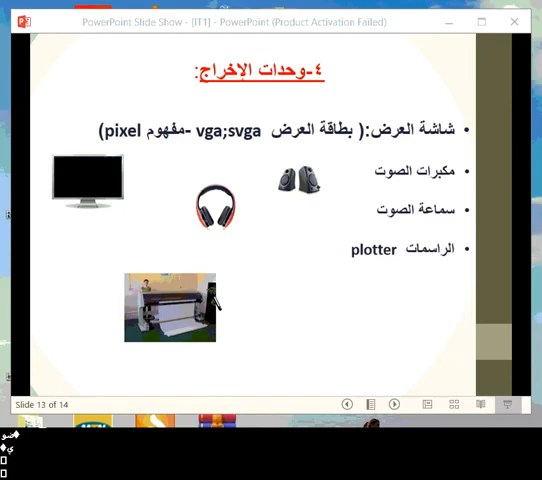 PowerPoint Slide Show - [IT1] - PowerPoint (Product Activation Failed)
٤-وحدات الإخراج:
• شاشة العرض:( بطاقة العرض vga;svga -مفهوم pixel)
• مكبرات الصوت
• سماعة الصوت
• الراسمات plotter
Slide 13 of 14